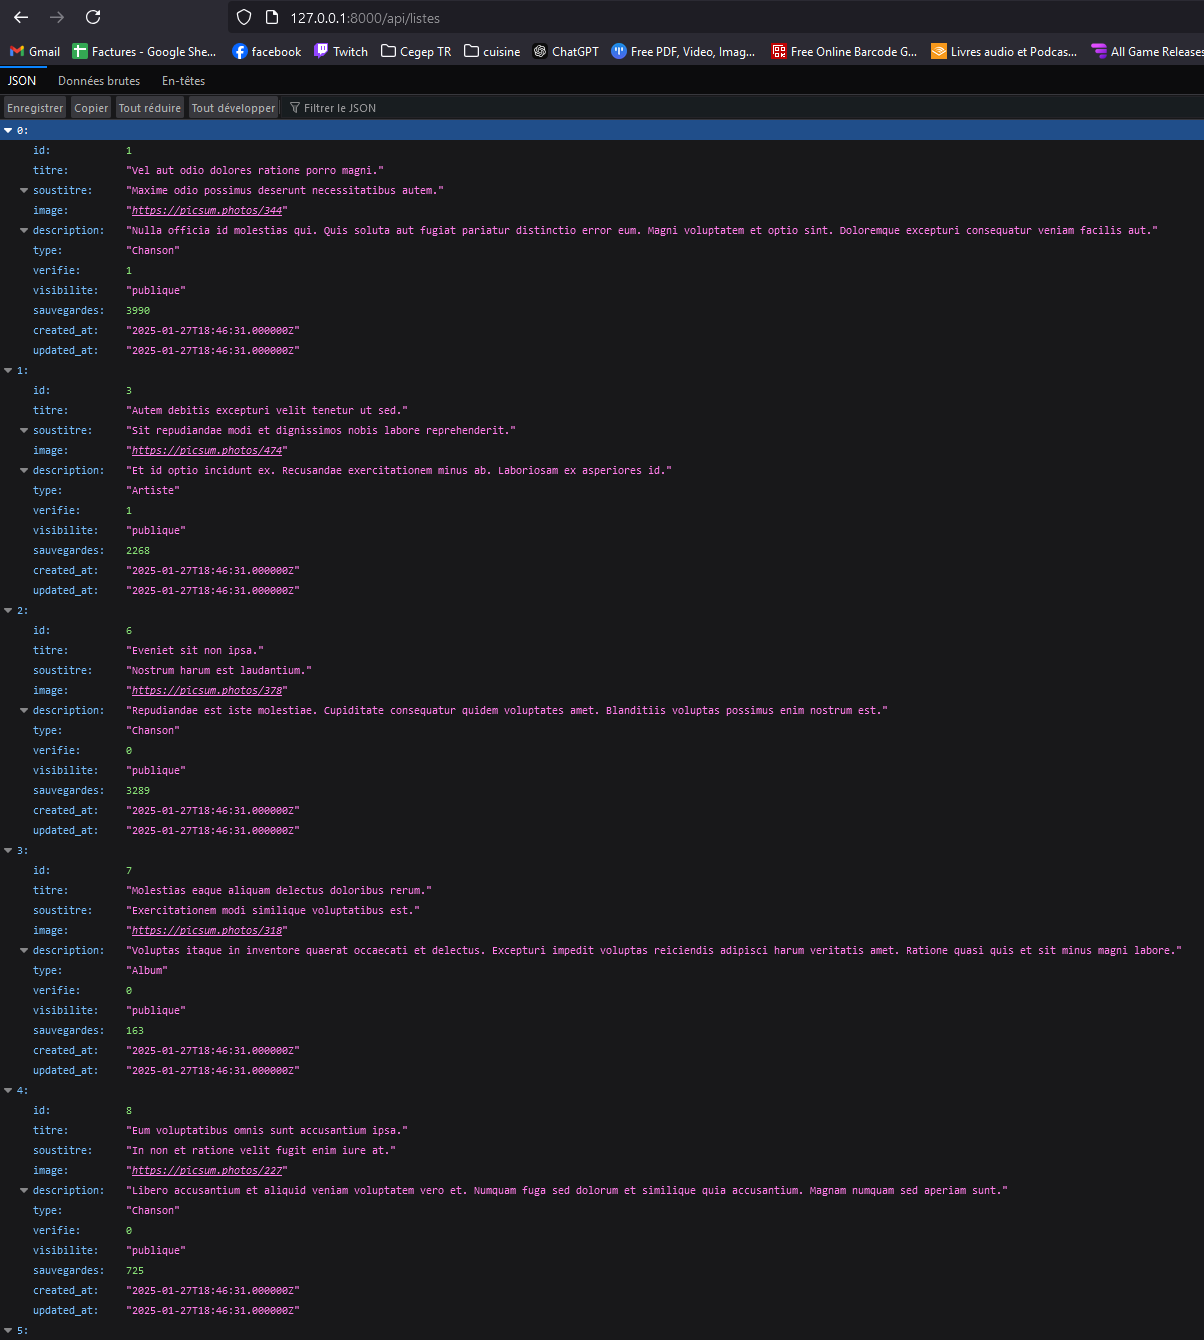 127.0.0.1:8000/api/listes
Gmail Factures - Google She... facebook Twitch Cegep TR cuisine ChatGPT Free PDF, Video, Imag... Free Online Barcode G... Livres audio et Podcas... All Game Releases
JSON Données brutes En-têtes
Enregistrer Copier Tout réduire Tout développer Filtrer le JSON
0:
id: 1
titre: "Vel aut odio dolores ratione porro magni."
soustitre: "Maxime odio possimus deserunt necessitatibus autem."
image: "https://picsum.photos/344"
description: "Nulla officia id molestias qui. Quis soluta aut fugiat pariatur distinctio error eum. Magni voluptatem et optio sint. Doloremque excepturi consequatur veniam facilis aut."
type: "Chanson"
verifie: 1
visibilite: "publique"
sauvegardes: 3990
created_at: "2025-01-27T18:46:31.000000Z"
updated_at: "2025-01-27T18:46:31.000000Z"
1:
id: 3
titre: "Autem debitis excepturi velit tenetur ut sed."
soustitre: "Sit repudiandae modi et dignissimos nobis labore reprehenderit."
image: "https://picsum.photos/474"
description: "Et id optio incidunt ex. Recusandae exercitationem minus ab. Laboriosam ex asperiores id."
type: "Artiste"
verifie: 1
visibilite: "publique"
sauvegardes: 2268
created_at: "2025-01-27T18:46:31.000000Z"
updated_at: "2025-01-27T18:46:31.000000Z"
2:
id: 6
titre: "Eveniet sit non ipsa."
soustitre: "Nostrum harum est laudantium."
image: "https://picsum.photos/378"
description: "Repudiandae est iste molestiae. Cupiditate consequatur quidem voluptates amet. Blanditiis voluptas possimus enim nostrum est."
type: "Chanson"
verifie: 0
visibilite: "publique"
sauvegardes: 3289
created_at: "2025-01-27T18:46:31.000000Z"
updated_at: "2025-01-27T18:46:31.000000Z"
3:
id: 7
titre: "Molestias eaque aliquam delectus doloribus rerum."
soustitre: "Exercitationem modi similique voluptatibus est."
image: "https://picsum.photos/318"
description: "Voluptas itaque in inventore quaerat occaecati et delectus. Excepturi impedit voluptas reiciendis adipisci harum veritatis amet. Ratione quasi quis et sit minus magni labore."
type: "Album"
verifie: 0
visibilite: "publique"
sauvegardes: 163
created_at: "2025-01-27T18:46:31.000000Z"
updated_at: "2025-01-27T18:46:31.000000Z"
4:
id: 8
titre: "Eum voluptatibus omnis sunt accusantium ipsa."
soustitre: "In non et ratione velit fugit enim iure at."
image: "https://picsum.photos/227"
description: "Libero accusantium et aliquid veniam voluptatem vero et. Numquam fuga sed dolorum et similique quia accusantium. Magnam numquam sed aperiam sunt."
type: "Chanson"
verifie: 0
visibilite: "publique"
sauvegardes: 725
created_at: "2025-01-27T18:46:31.000000Z"
updated_at: "2025-01-27T18:46:31.000000Z"
5: